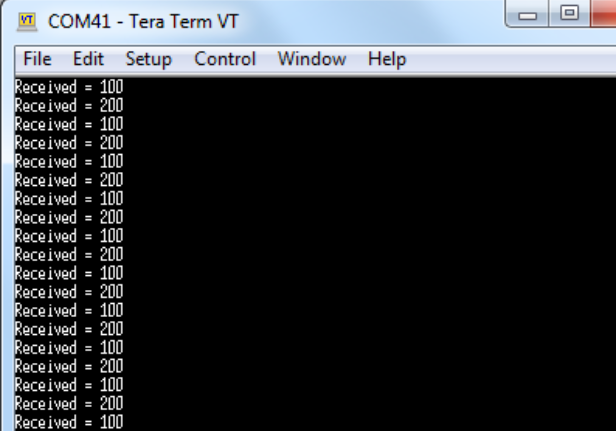 COM41 - Tera Term VT
File Edit Setup Control Window Help
Received = 100
Received = 200
Received = 100
Received = 200
Received = 100
Received = 200
Received = 100
Received = 200
Received = 100
Received = 200
Received = 100
Received = 200
Received = 100
Received = 200
Received = 100
Received = 200
Received = 100
Received = 200
Received = 100